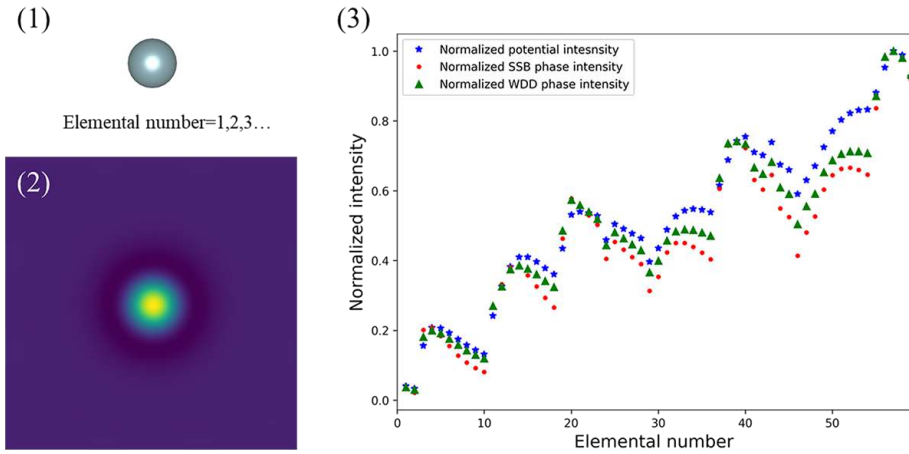 (1)
Elemental number=1,2,3…
(2)
(3)
Normalized potential intesnsity
Normalized SSB phase intensity
Normalized WDD phase intensity
Normalized intensity
1.0
0.8
0.6
0.4
0.2
0.0
0 10 20 30 40 50
Elemental number